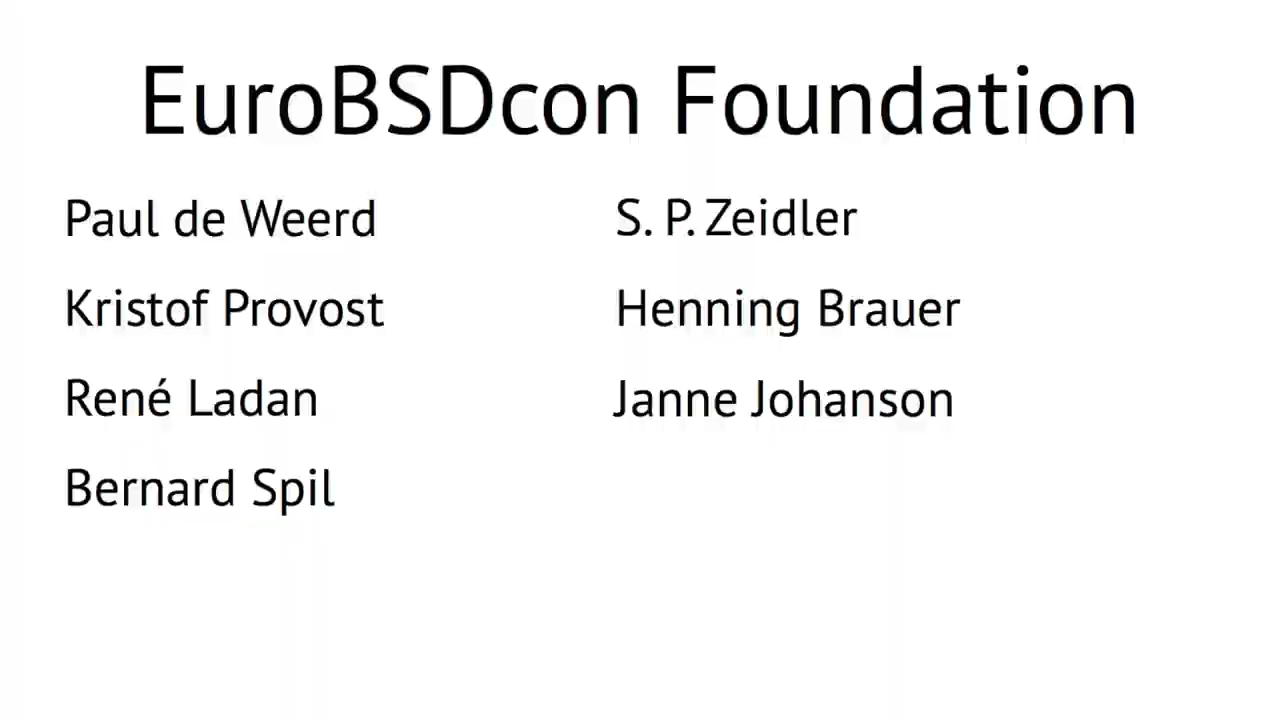 EuroBSDcon Foundation
Paul de Weerd
Kristof Provost
René Ladan
Bernard Spil
S. P. Zeidler
Henning Brauer
Janne Johanson